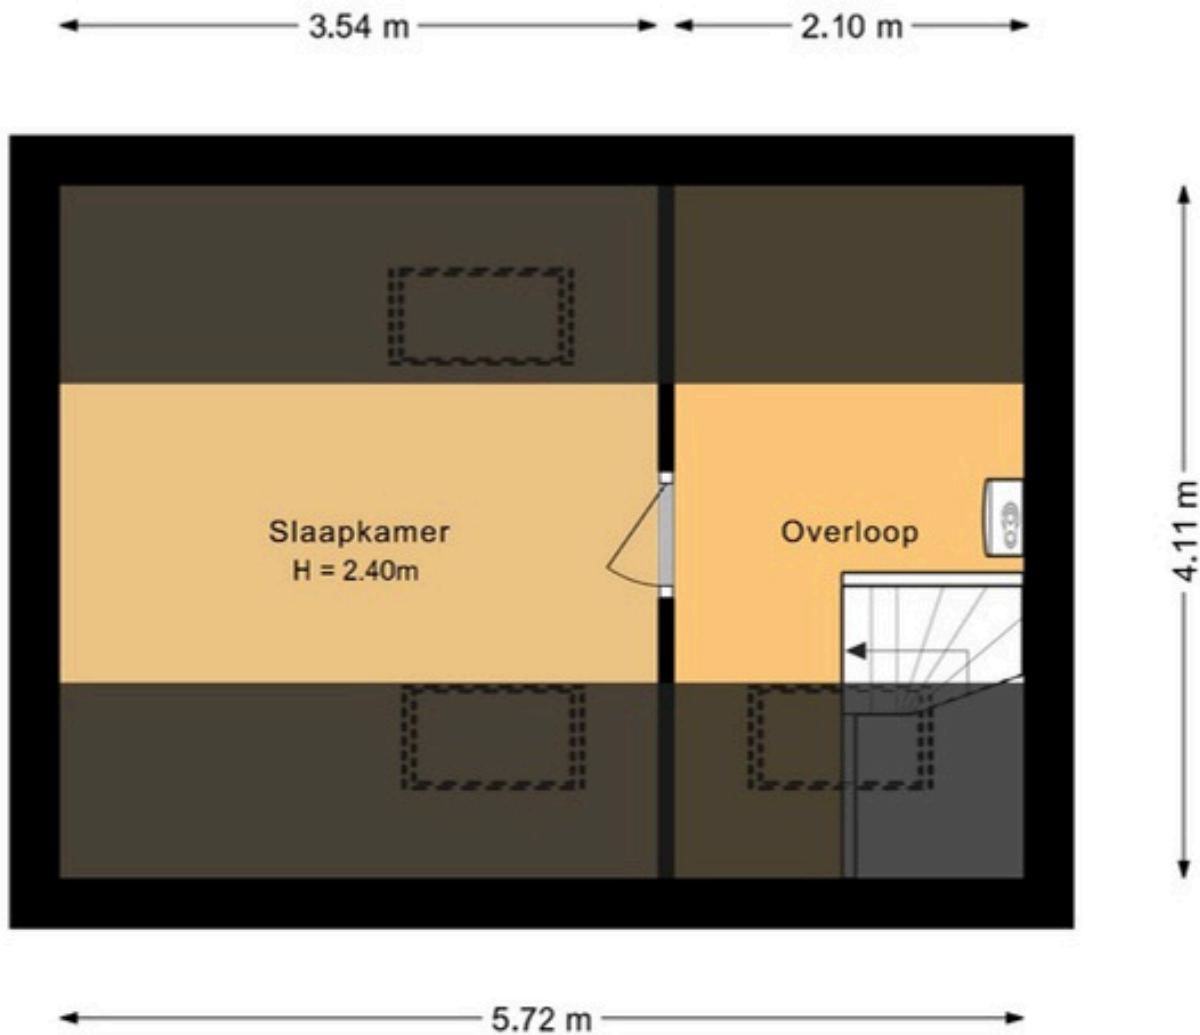 3.54 m
2.10 m
Slaapkamer
H = 2.40m
Overloop
4.11 m
5.72 m